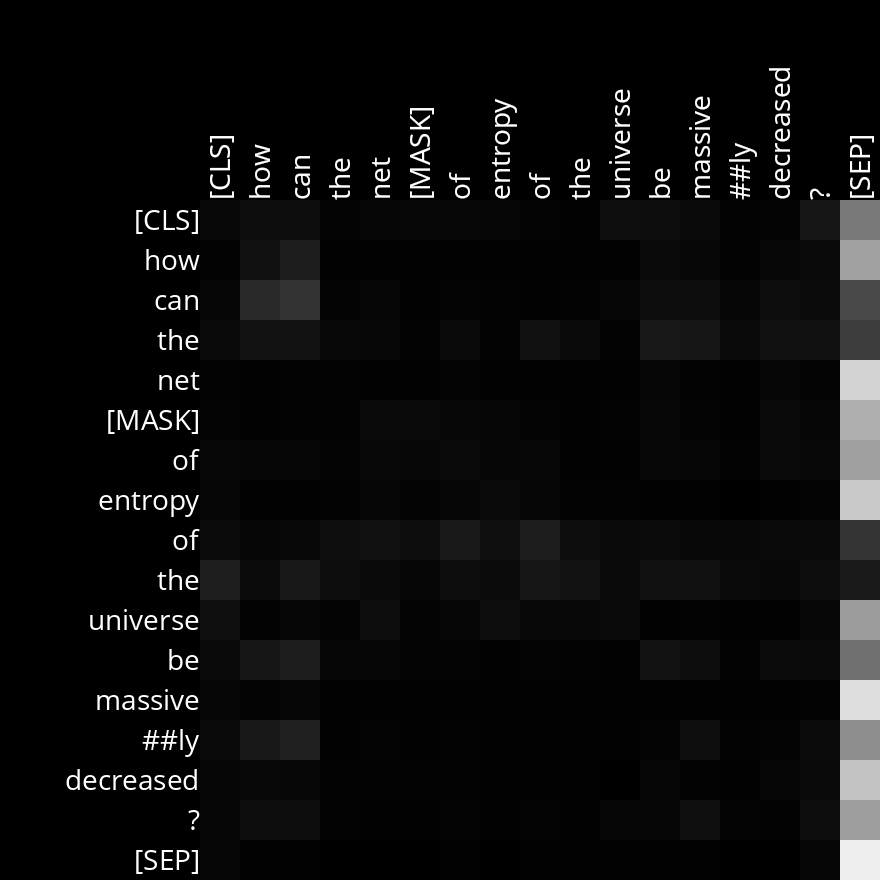 [CLS] how can the net [MASK] of entropy of the universe be massive ##ly decreased ? [SEP]
[CLS]
how
can
the
net
[MASK]
of
entropy
of
the
universe
be
massive
##ly
decreased
?
[SEP]